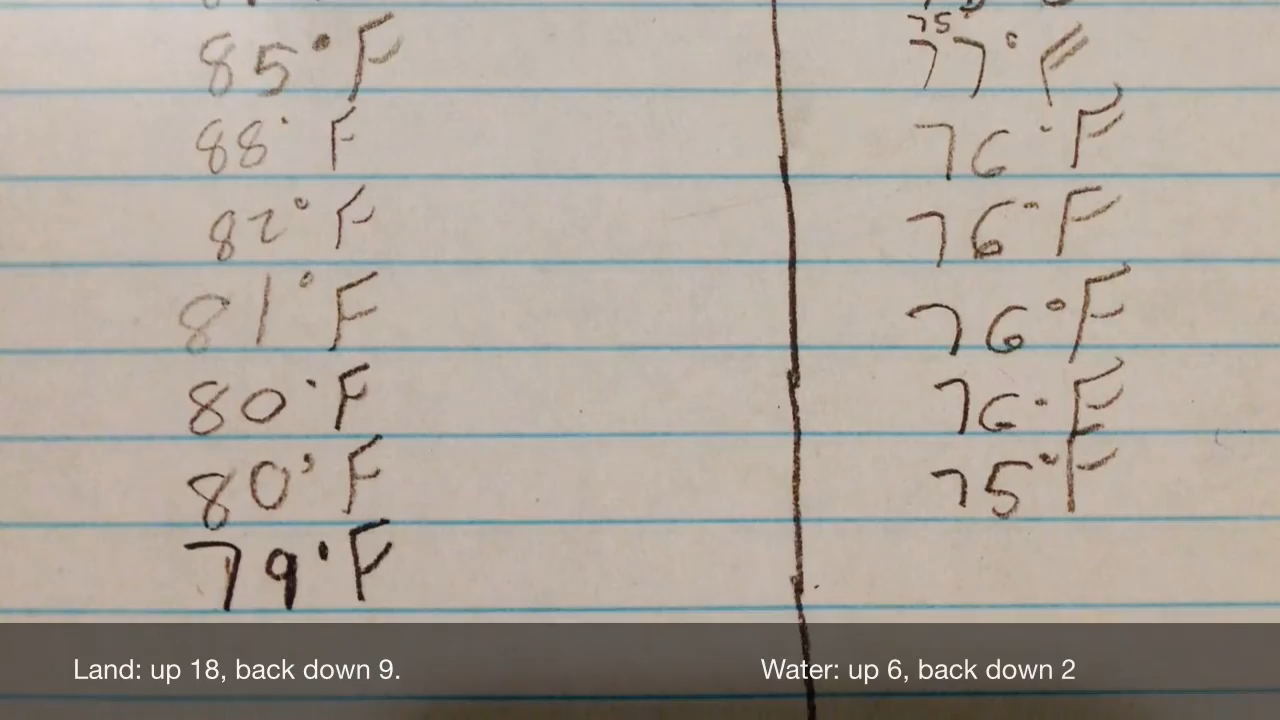 75°
85°F
77°F
88°F
76°F
82°F
76°F
81°F
76°F
80°F
76°F
80°F
75°F
79°F
Land: up 18, back down 9.
Water: up 6, back down 2